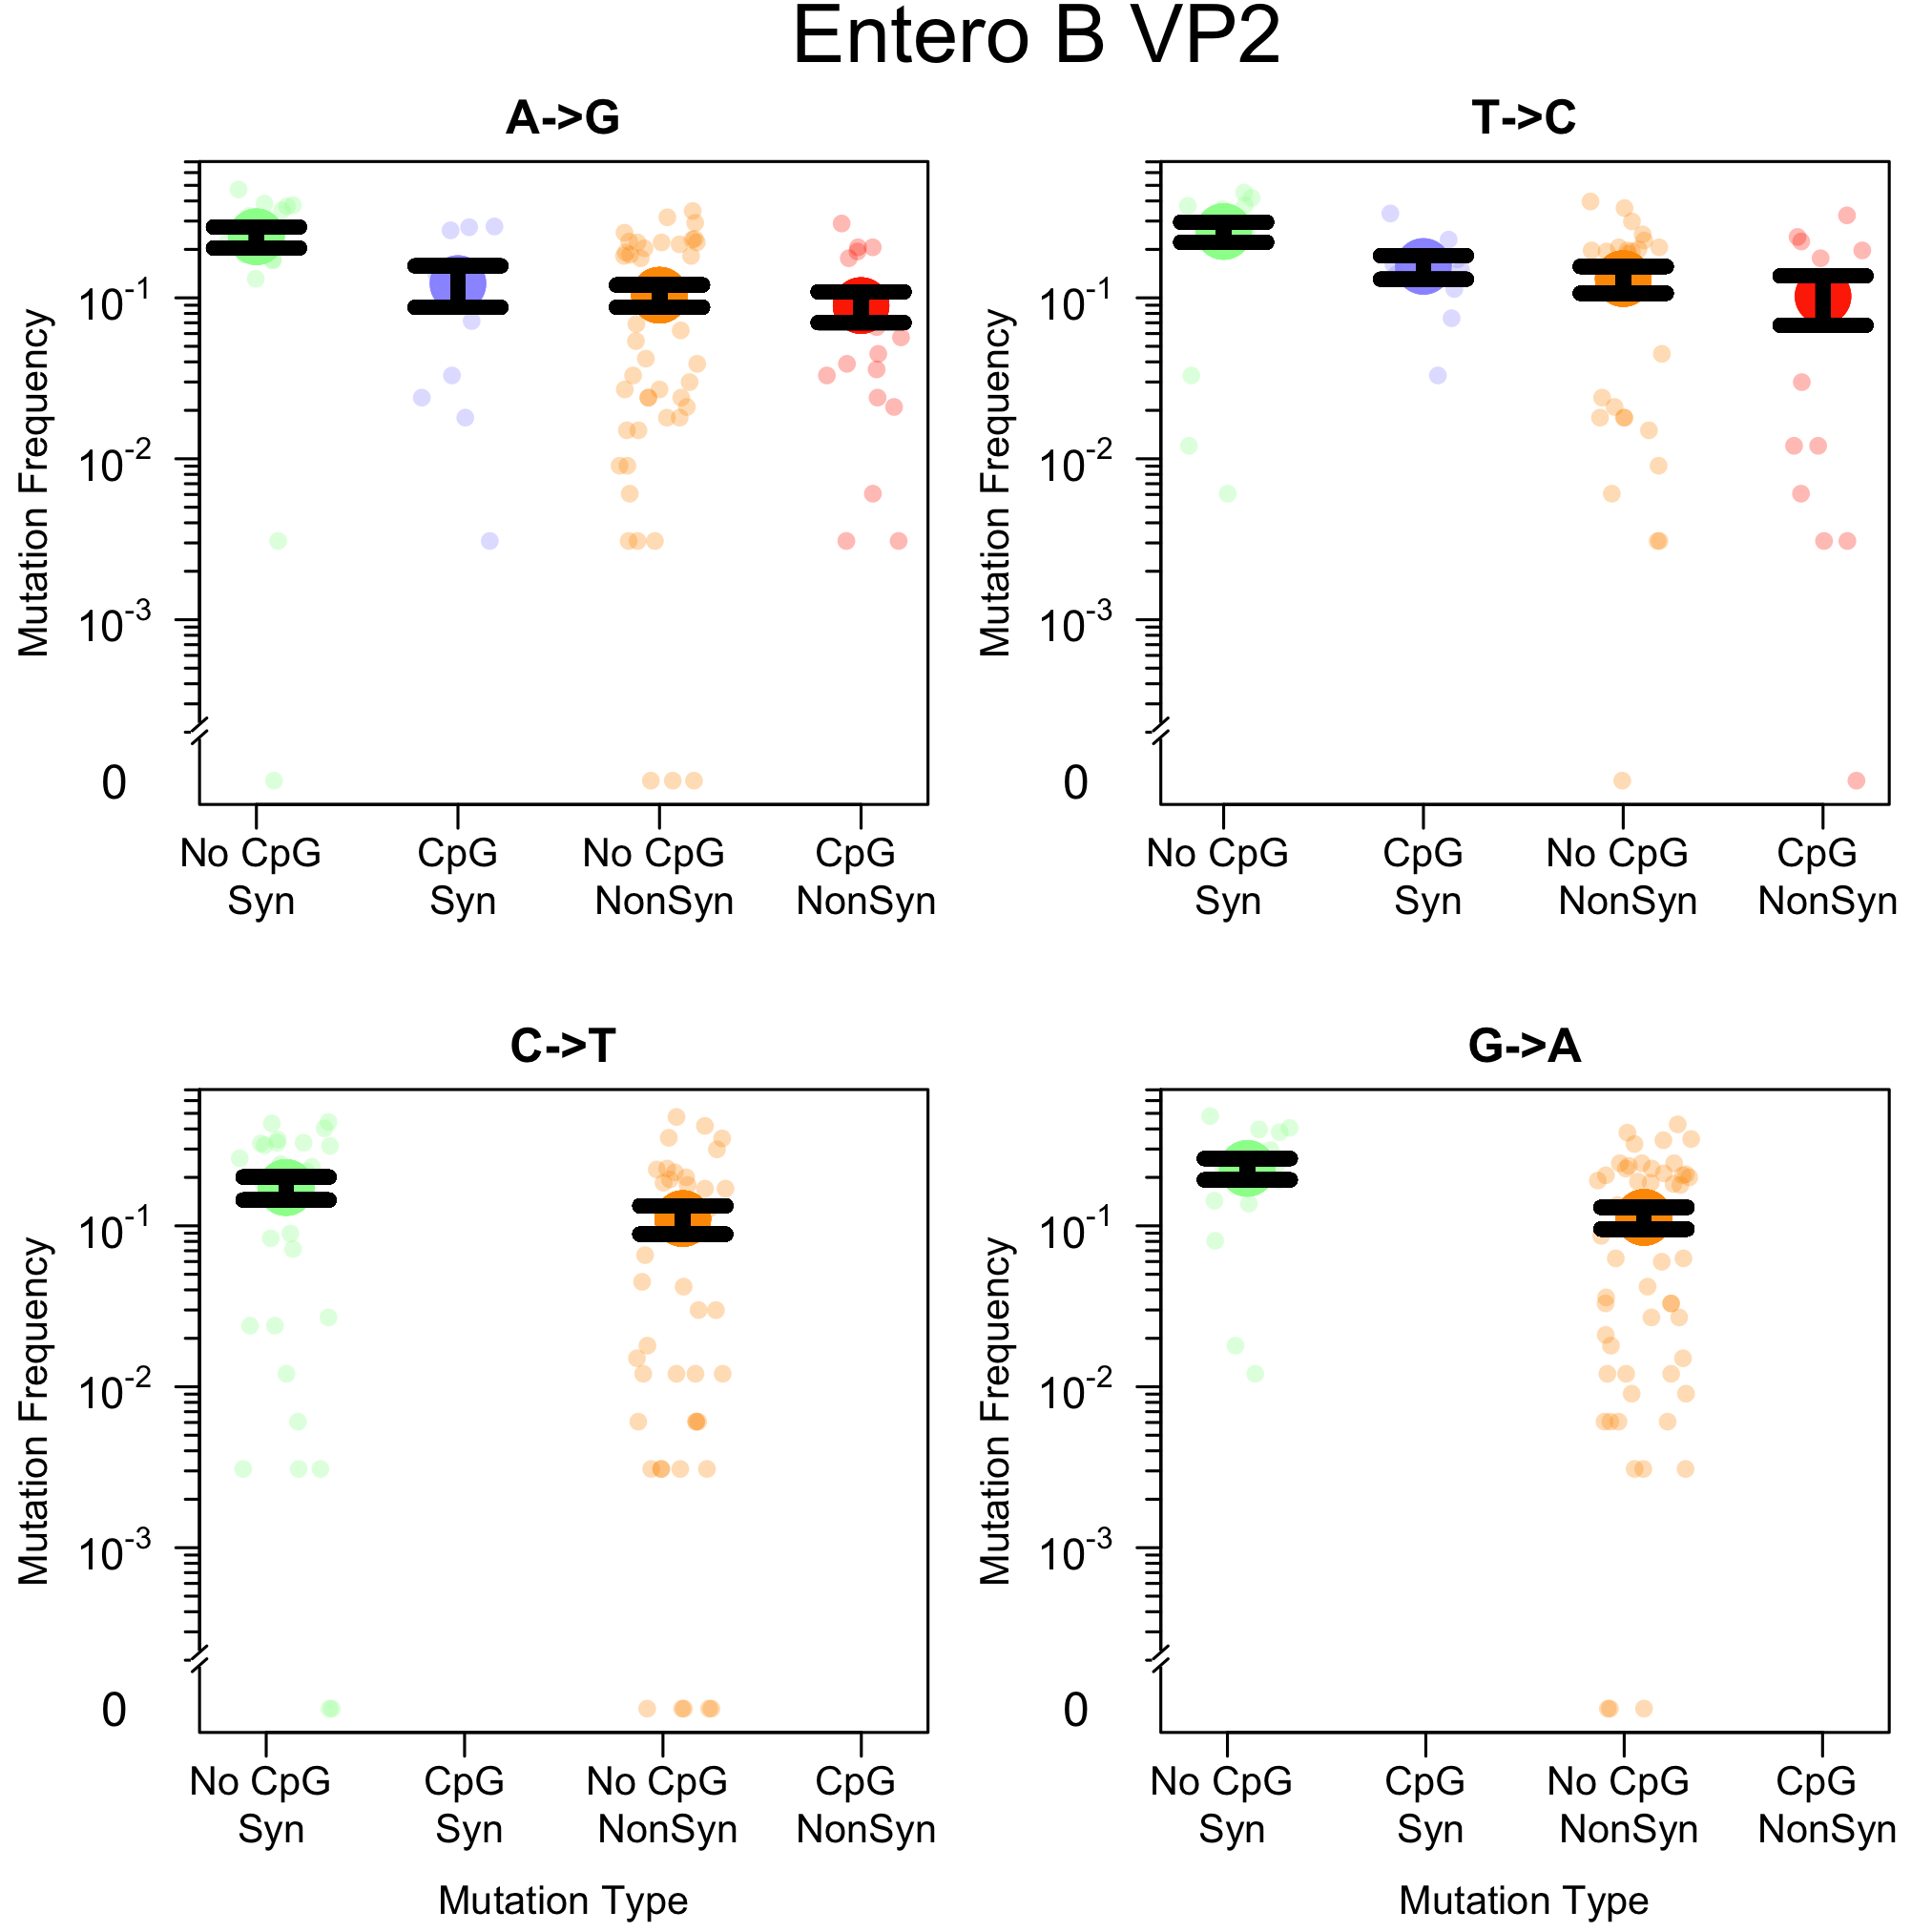 Entero B VP2
A->G
Mutation Frequency
10^-1
10^-2
10^-3
0
No CpG CpG No CpG CpG
Syn Syn NonSyn NonSyn
T->C
Mutation Frequency
10^-1
10^-2
10^-3
0
No CpG CpG No CpG CpG
Syn Syn NonSyn NonSyn
C->T
Mutation Frequency
10^-1
10^-2
10^-3
0
No CpG CpG No CpG CpG
Syn Syn NonSyn NonSyn
Mutation Type
G->A
Mutation Frequency
10^-1
10^-2
10^-3
0
No CpG CpG No CpG CpG
Syn Syn NonSyn NonSyn
Mutation Type